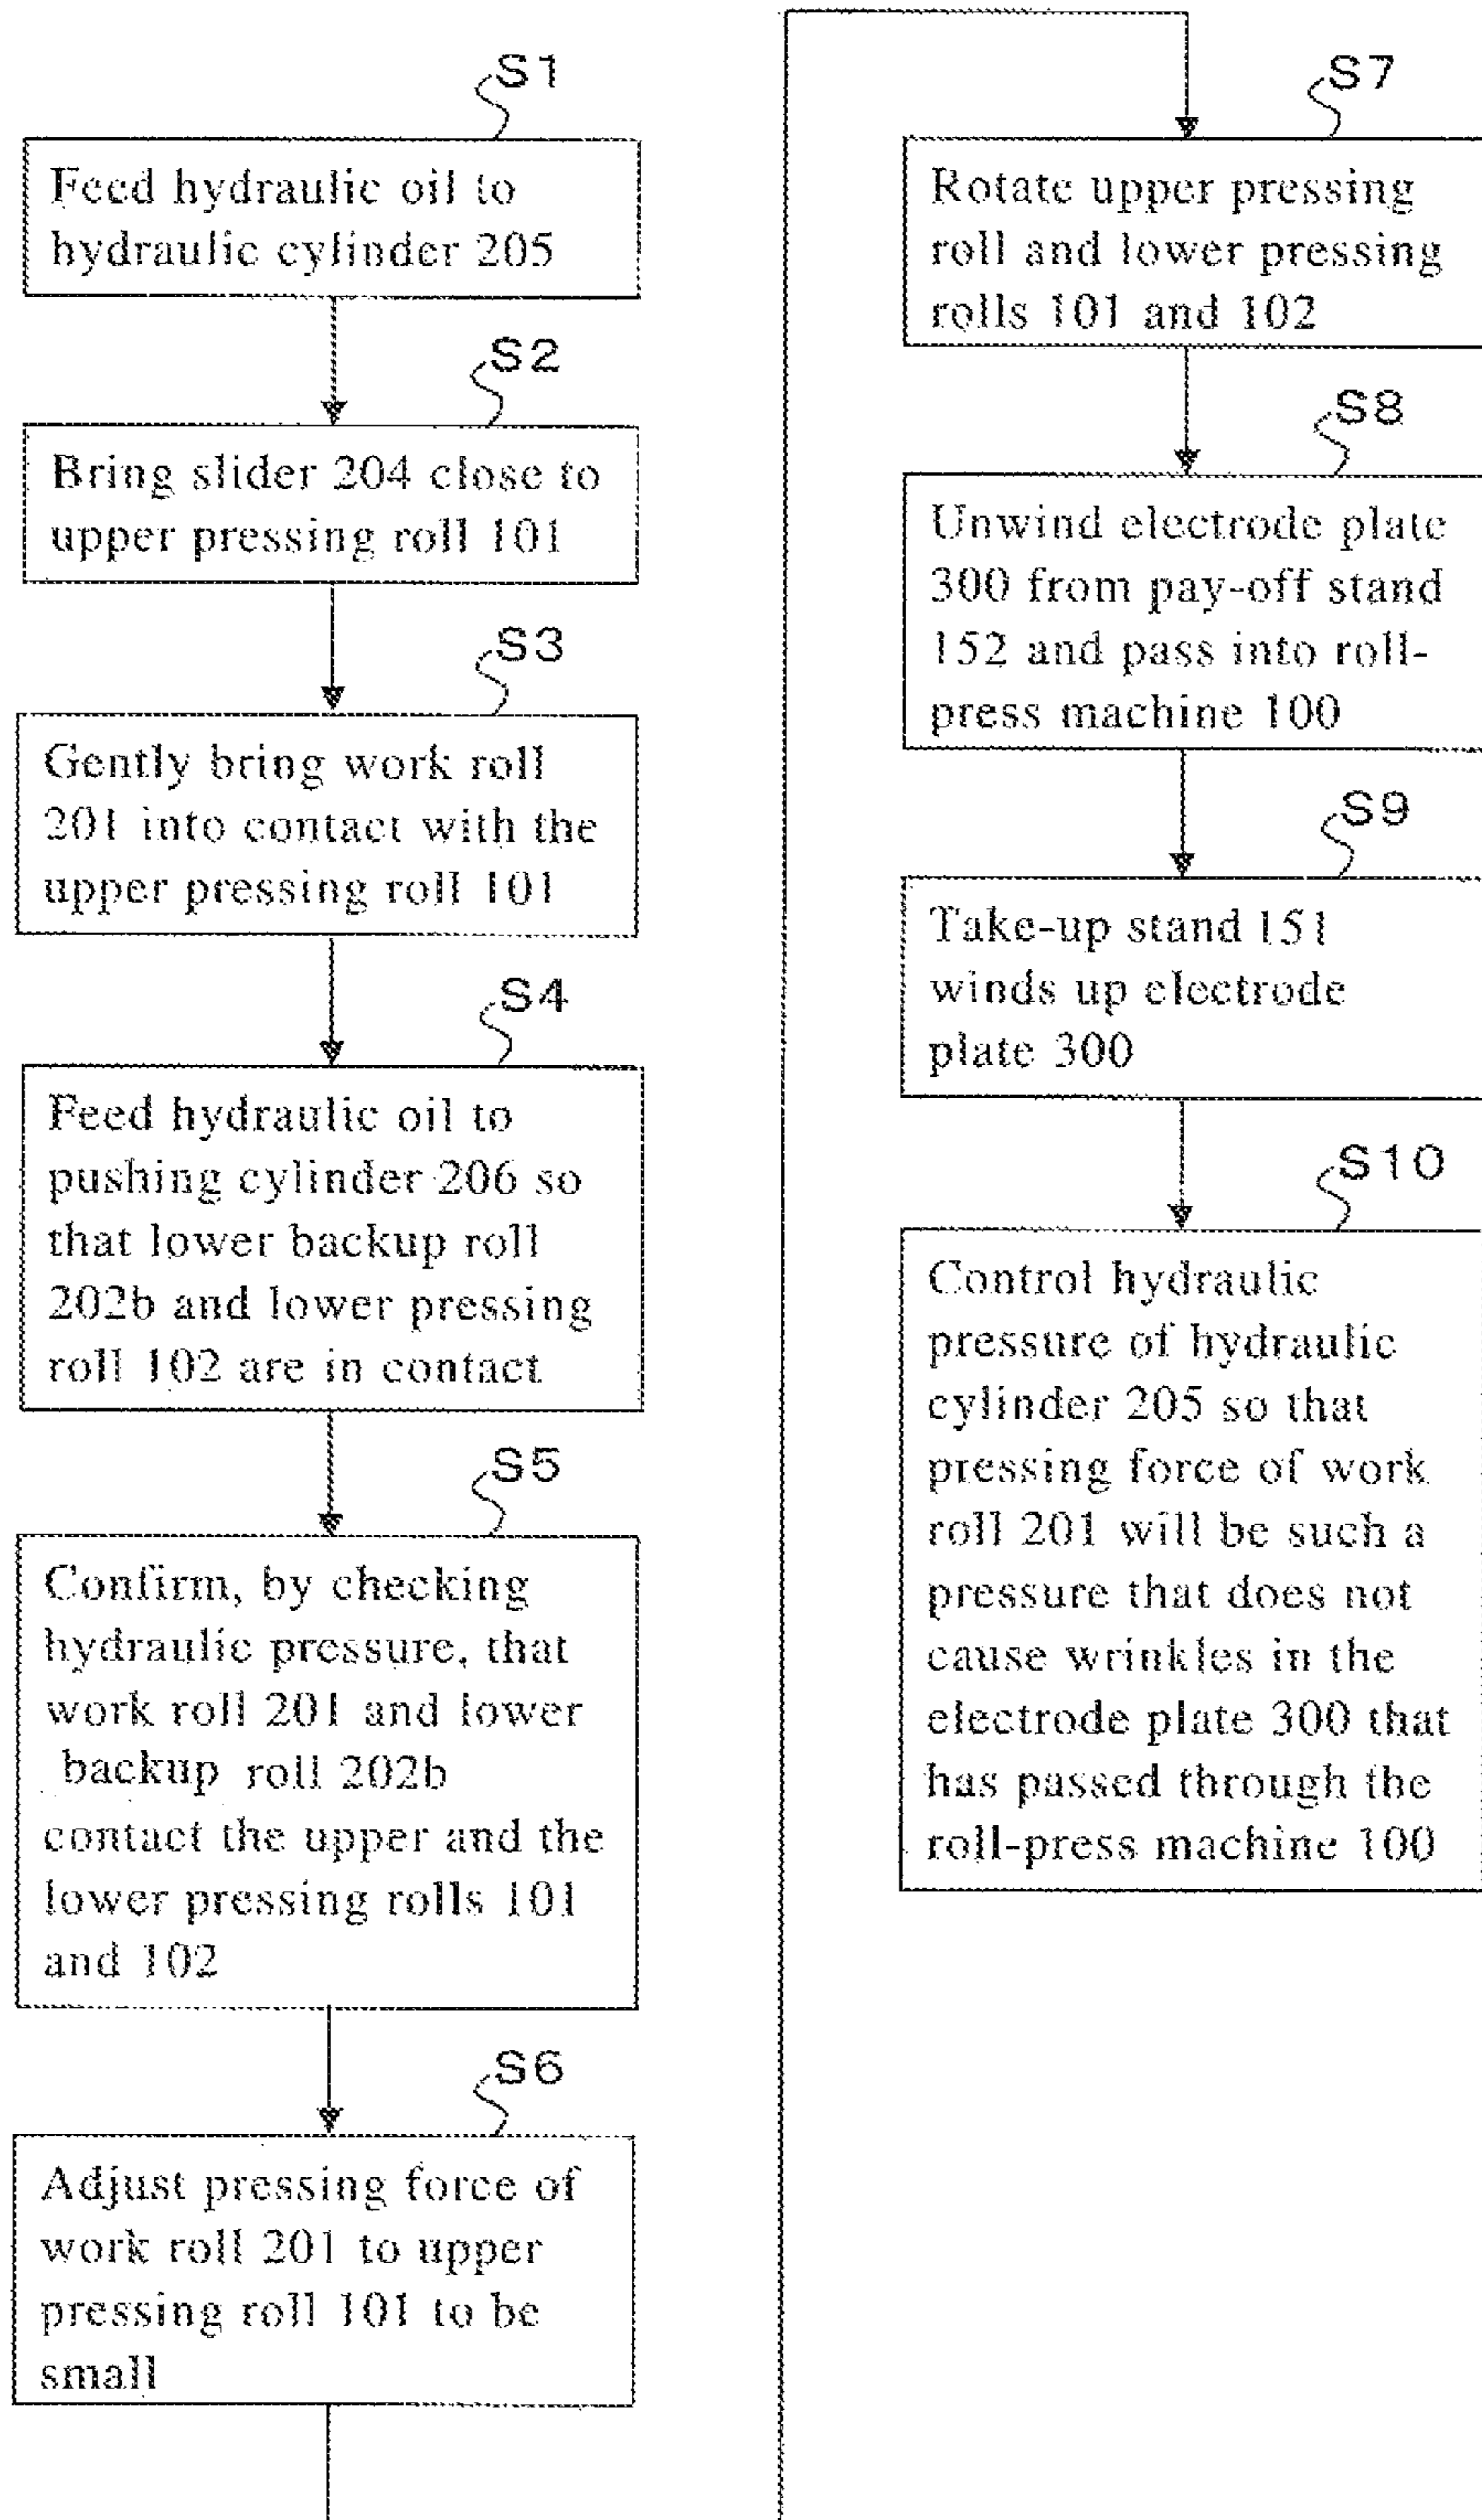 S1
Feed hydraulic oil to
hydraulic cylinder 205
S2
Bring slider 204 close to
upper pressing roll 101
S3
Gently bring work roll
201 into contact with the
upper pressing roll 101
S4
Feed hydraulic oil to
pushing cylinder 206 so
that lower backup roll
202b and lower pressing
roll 102 are in contact
S5
Confirm, by checking
hydraulic pressure, that
work roll 201 and lower
backup roll 202b
contact the upper and the
lower pressing rolls 101
and 102
S6
Adjust pressing force of
work roll 201 to upper
pressing roll 101 to be
small
S7
Rotate upper pressing
roll and lower pressing
rolls 101 and 102
S8
Unwind electrode plate
300 from pay-off stand
152 and pass into roll-
press machine 100
S9
Take-up stand 151
winds up electrode
plate 300
S10
Control hydraulic
pressure of hydraulic
cylinder 205 so that
pressing force of work
roll 201 will be such a
pressure that does not
cause wrinkles in the
electrode plate 300 that
has passed through the
roll-press machine 100